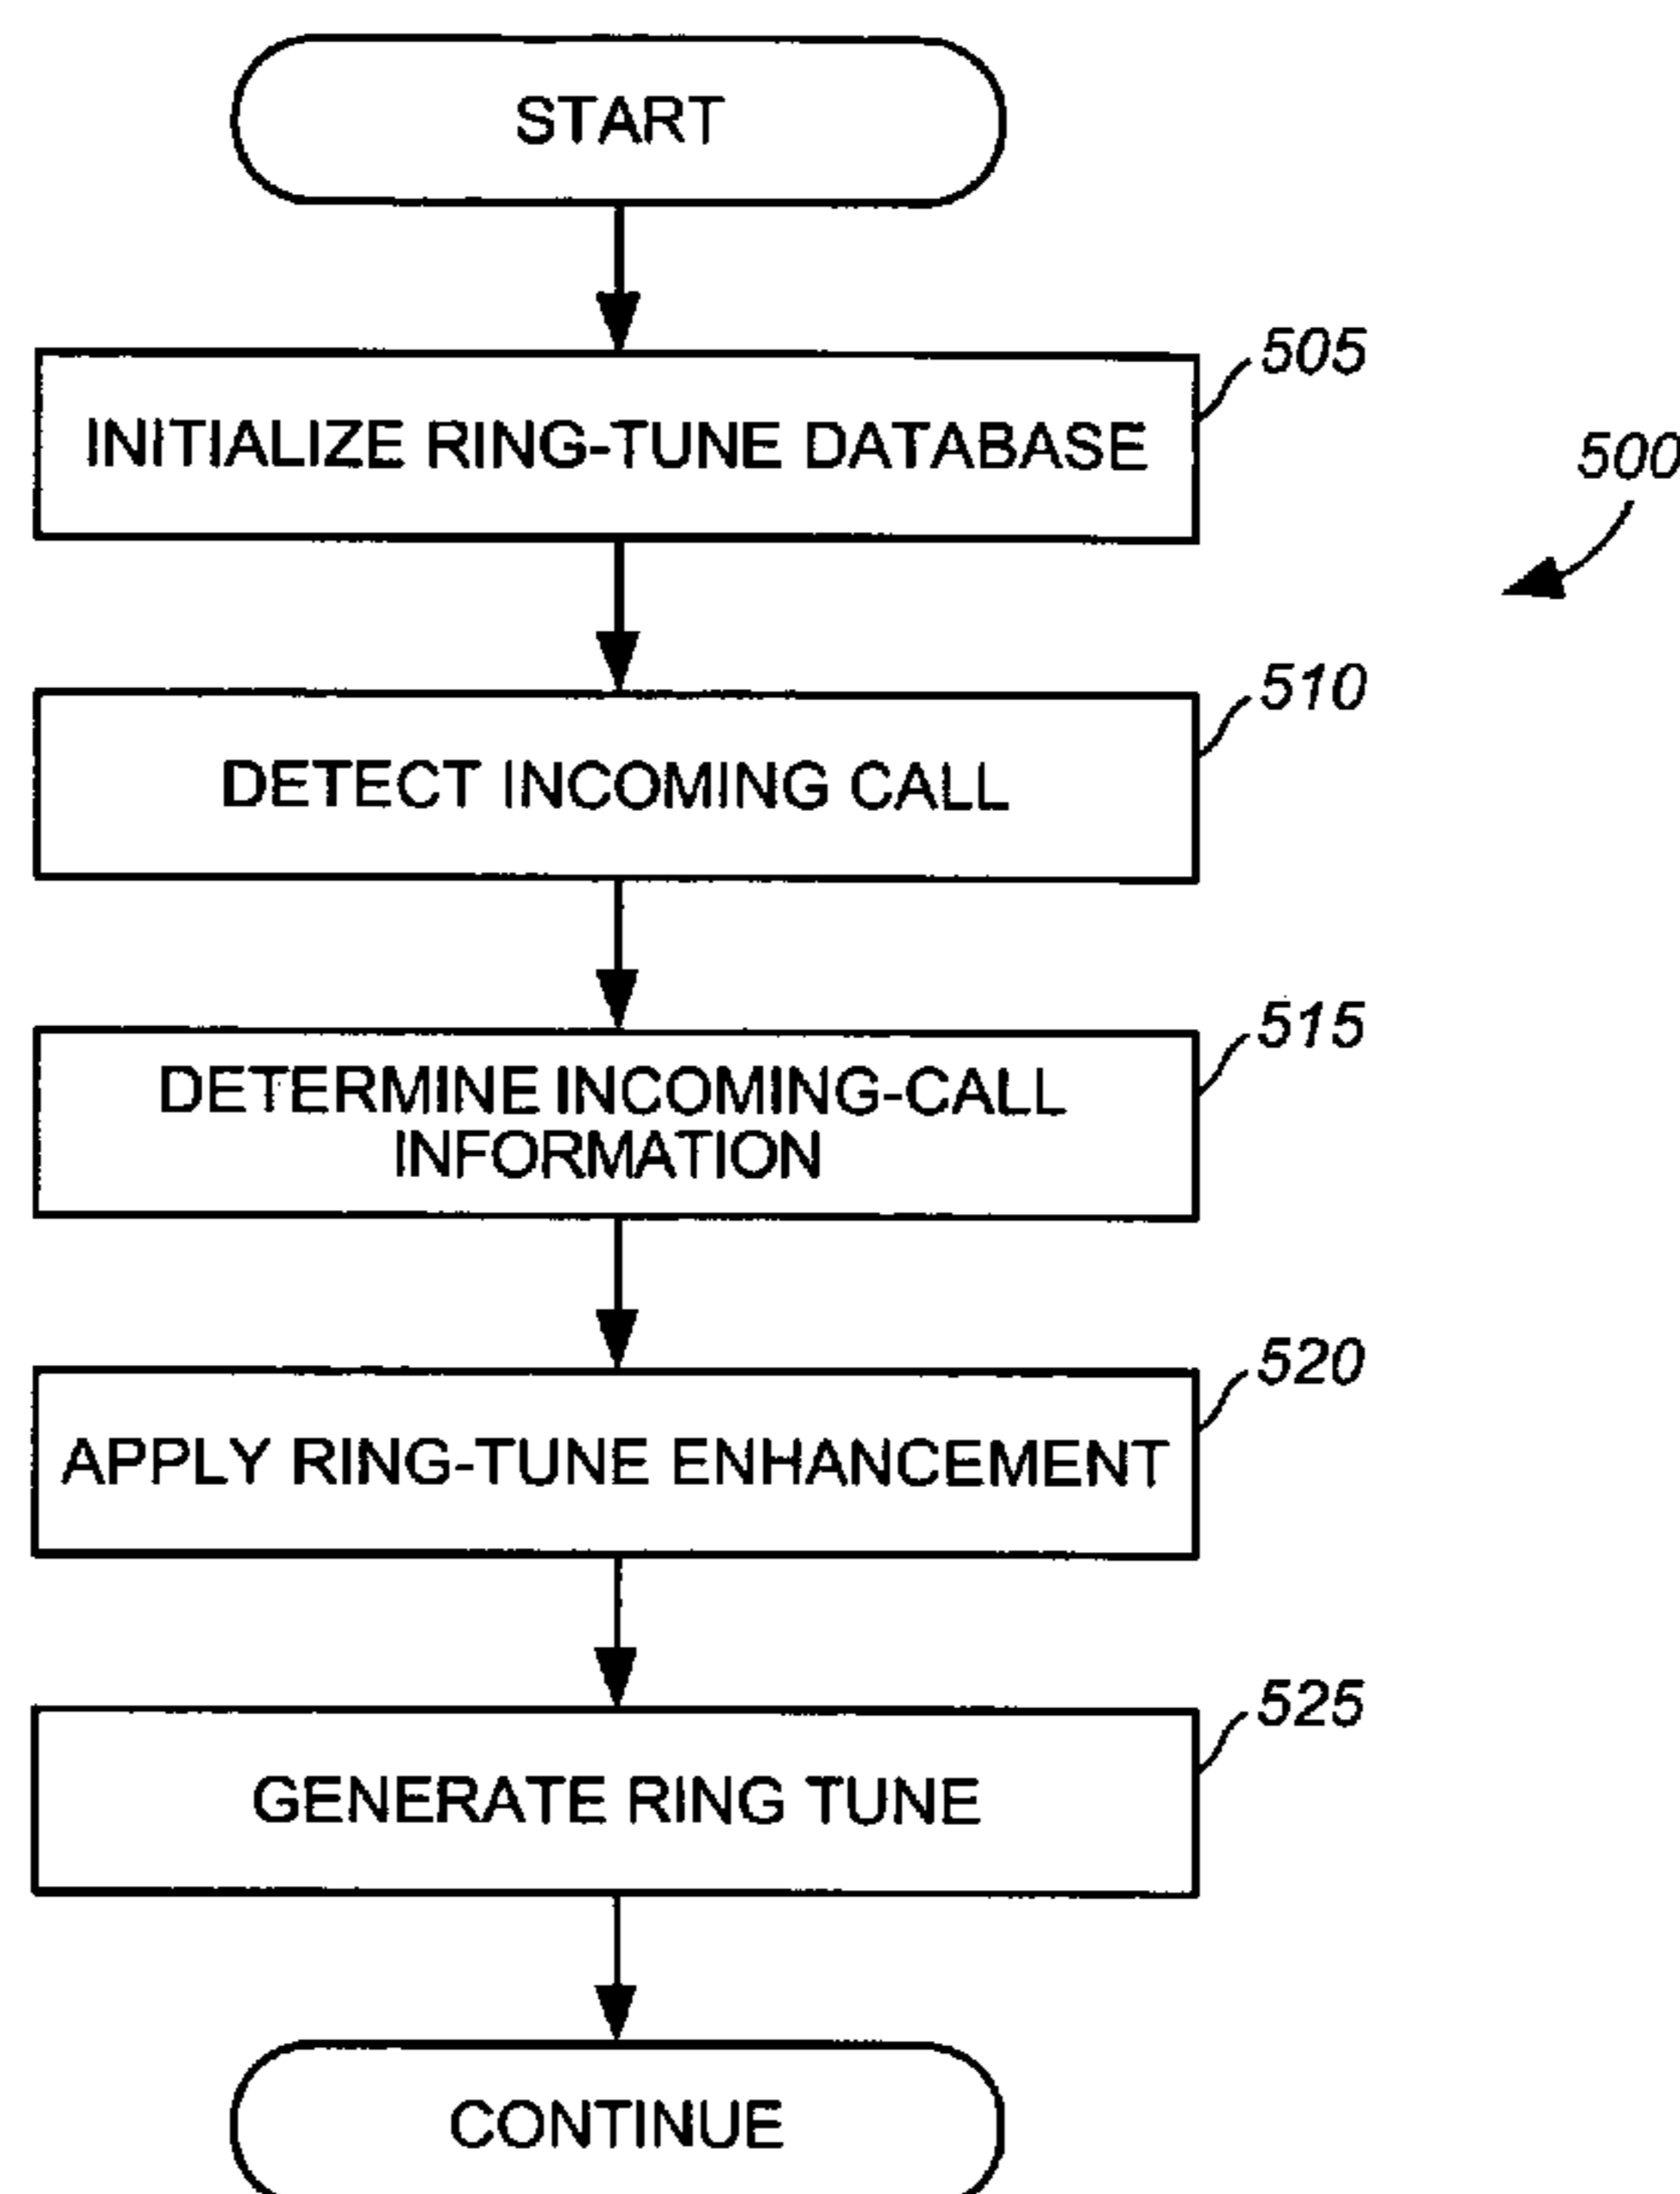 START
INITIALIZE RING-TUNE DATABASE
505
500
DETECT INCOMING CALL
510
DETERMINE INCOMING-CALL
INFORMATION
515
APPLY RING-TUNE ENHANCEMENT
520
GENERATE RING TUNE
525
CONTINUE